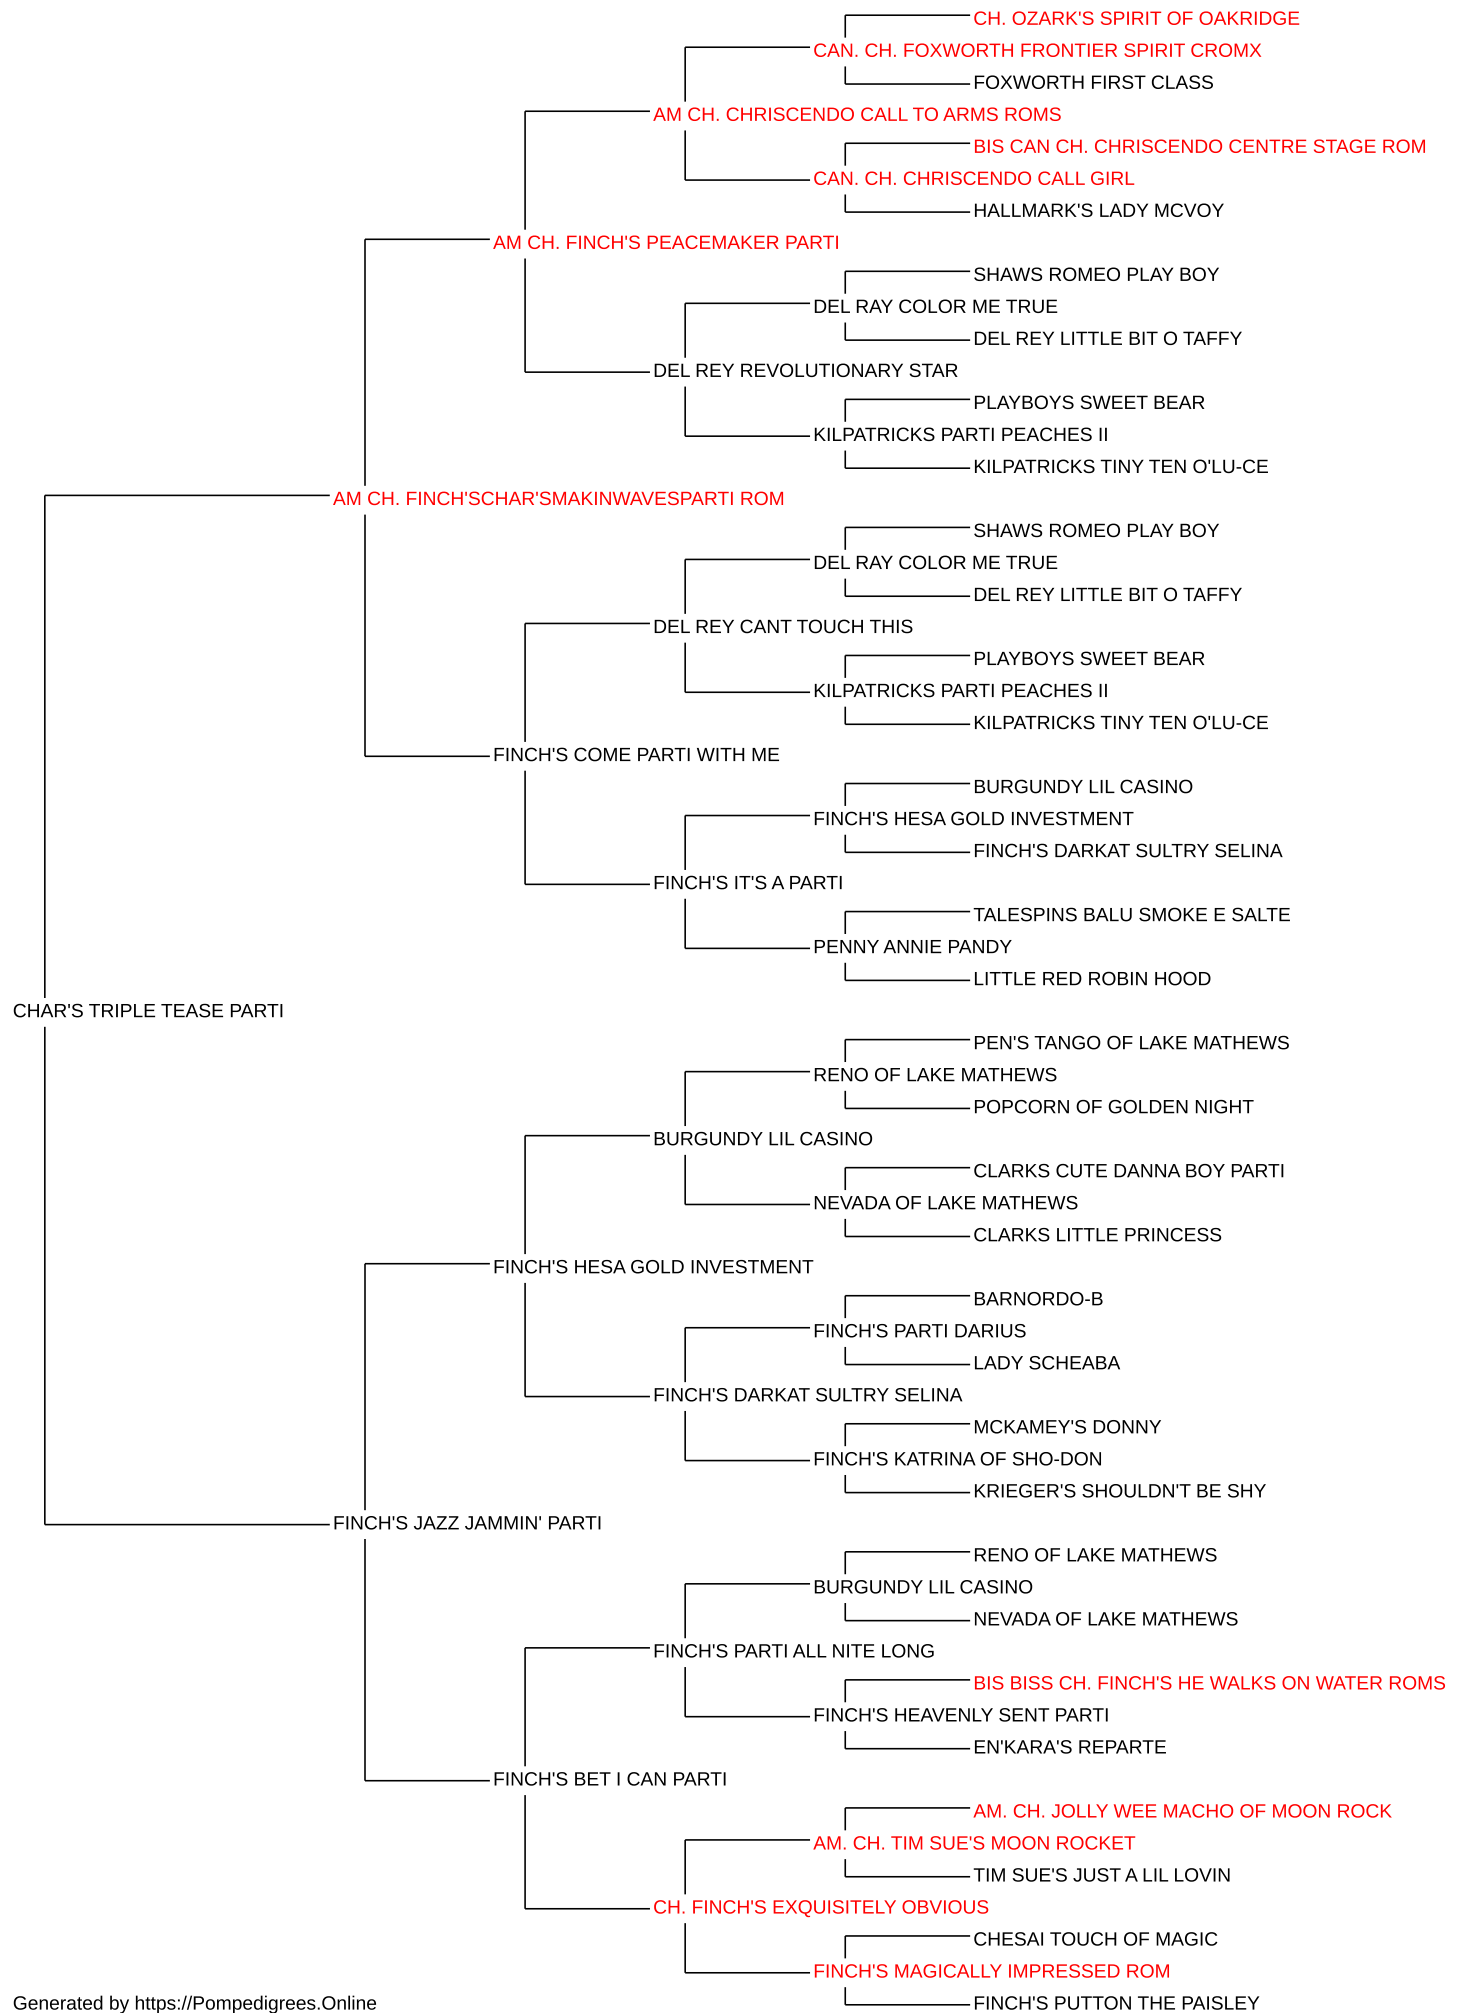 CH. OZARK'S SPIRIT OF OAKRIDGE
CAN. CH. FOXWORTH FRONTIER SPIRIT CROMX
FOXWORTH FIRST CLASS
AM CH. CHRISCENDO CALL TO ARMS ROMS
BIS CAN CH. CHRISCENDO CENTRE STAGE ROM
CAN. CH. CHRISCENDO CALL GIRL
HALLMARK'S LADY MCVOY
AM CH. FINCH'S PEACEMAKER PARTI
SHAWS ROMEO PLAY BOY
DEL RAY COLOR ME TRUE
DEL REY LITTLE BIT O TAFFY
DEL REY REVOLUTIONARY STAR
PLAYBOYS SWEET BEAR
KILPATRICKS PARTI PEACHES II
KILPATRICKS TINY TEN O'LU-CE
AM CH. FINCH'SCHAR'SMAKINWAVESPARTI ROM
SHAWS ROMEO PLAY BOY
DEL RAY COLOR ME TRUE
DEL REY LITTLE BIT O TAFFY
DEL REY CANT TOUCH THIS
PLAYBOYS SWEET BEAR
KILPATRICKS PARTI PEACHES II
KILPATRICKS TINY TEN O'LU-CE
FINCH'S COME PARTI WITH ME
BURGUNDY LIL CASINO
FINCH'S HESA GOLD INVESTMENT
FINCH'S DARKAT SULTRY SELINA
FINCH'S IT'S A PARTI
TALESPINS BALU SMOKE E SALTE
PENNY ANNIE PANDY
LITTLE RED ROBIN HOOD
CHAR'S TRIPLE TEASE PARTI
PEN'S TANGO OF LAKE MATHEWS
RENO OF LAKE MATHEWS
POPCORN OF GOLDEN NIGHT
BURGUNDY LIL CASINO
CLARKS CUTE DANNA BOY PARTI
NEVADA OF LAKE MATHEWS
CLARKS LITTLE PRINCESS
FINCH'S HESA GOLD INVESTMENT
BARNORDO-B
FINCH'S PARTI DARIUS
LADY SCHEABA
FINCH'S DARKAT SULTRY SELINA
MCKAMEY'S DONNY
FINCH'S KATRINA OF SHO-DON
KRIEGER'S SHOULDN'T BE SHY
FINCH'S JAZZ JAMMIN' PARTI
RENO OF LAKE MATHEWS
BURGUNDY LIL CASINO
NEVADA OF LAKE MATHEWS
FINCH'S PARTI ALL NITE LONG
BIS BISS CH. FINCH'S HE WALKS ON WATER ROMS
FINCH'S HEAVENLY SENT PARTI
EN'KARA'S REPARTE
FINCH'S BET I CAN PARTI
AM. CH. JOLLY WEE MACHO OF MOON ROCK
AM. CH. TIM SUE'S MOON ROCKET
TIM SUE'S JUST A LIL LOVIN
CH. FINCH'S EXQUISITELY OBVIOUS
CHESAI TOUCH OF MAGIC
FINCH'S MAGICALLY IMPRESSED ROM
FINCH'S PUTTON THE PAISLEY
Generated by https://Pompedigrees.Online